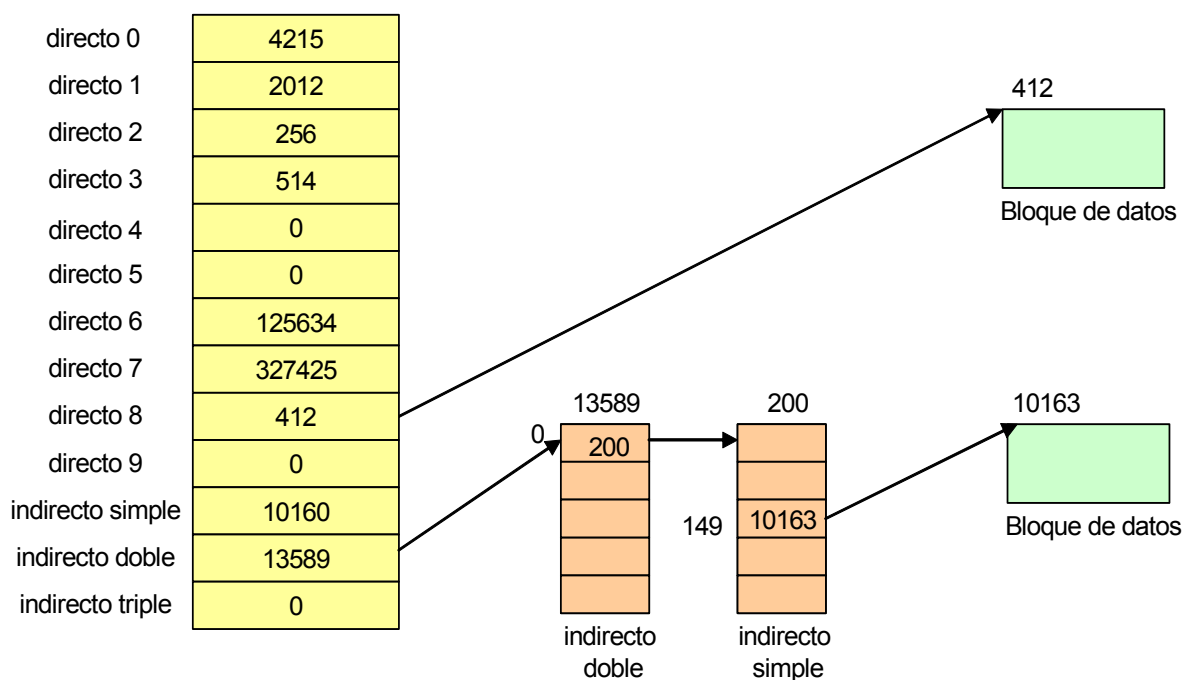 directo 0 4215
directo 1 2012
directo 2 256
directo 3 514
directo 4 0
directo 5 0
directo 6 125634
directo 7 327425
directo 8 412
directo 9 0
indirecto simple 10160
indirecto doble 13589
indirecto triple 0
412
Bloque de datos
13589
0
200
indirecto
doble
200
149
10163
indirecto
simple
10163
Bloque de datos